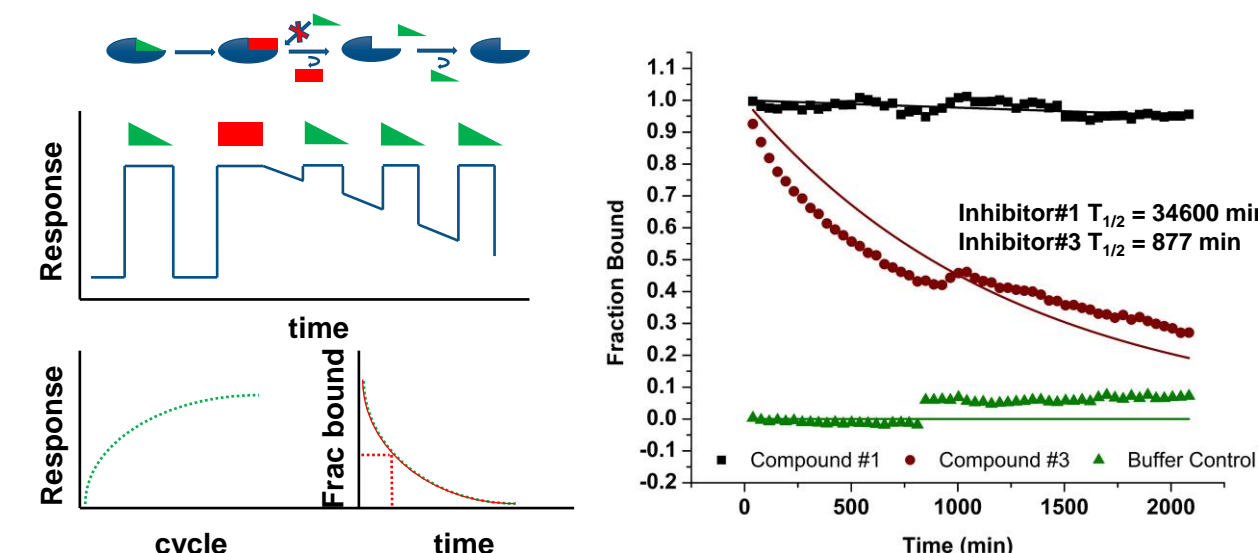 Response
time
Response
cycle
Frac bound
time
1.1
1.0
0.9
0.8
0.7
0.6
0.5
0.4
0.3
0.2
0.1
0.0
-0.1
-0.2
Fraction Bound
Inhibitor#1 T1/2 = 34600 min
Inhibitor#3 T1/2 = 877 min
Compound #1 Compound #3 Buffer Control
0 500 1000 1500 2000
Time (min)